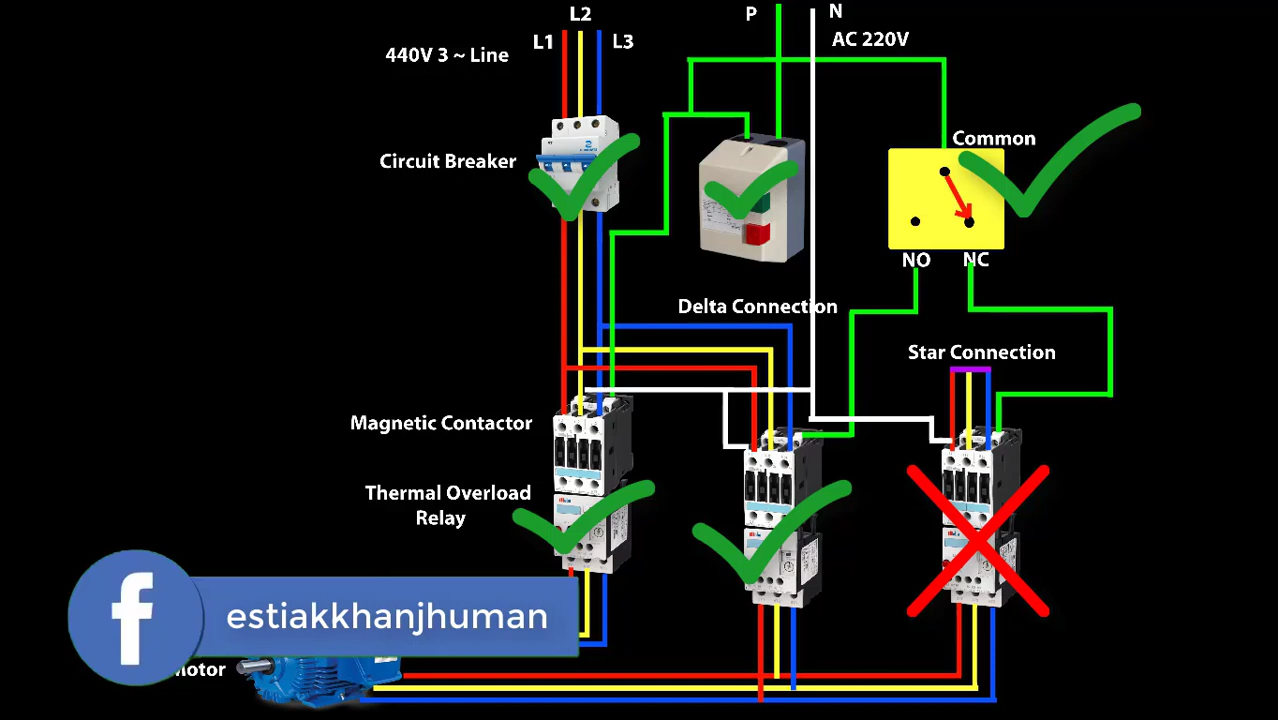 L2
P
N
L1
L3
AC 220V
440V 3 ~ Line
Common
Circuit Breaker
NO
NC
Delta Connection
Star Connection
Magnetic Contactor
Thermal Overload
Relay
f
estiakkhanjhuman
Motor